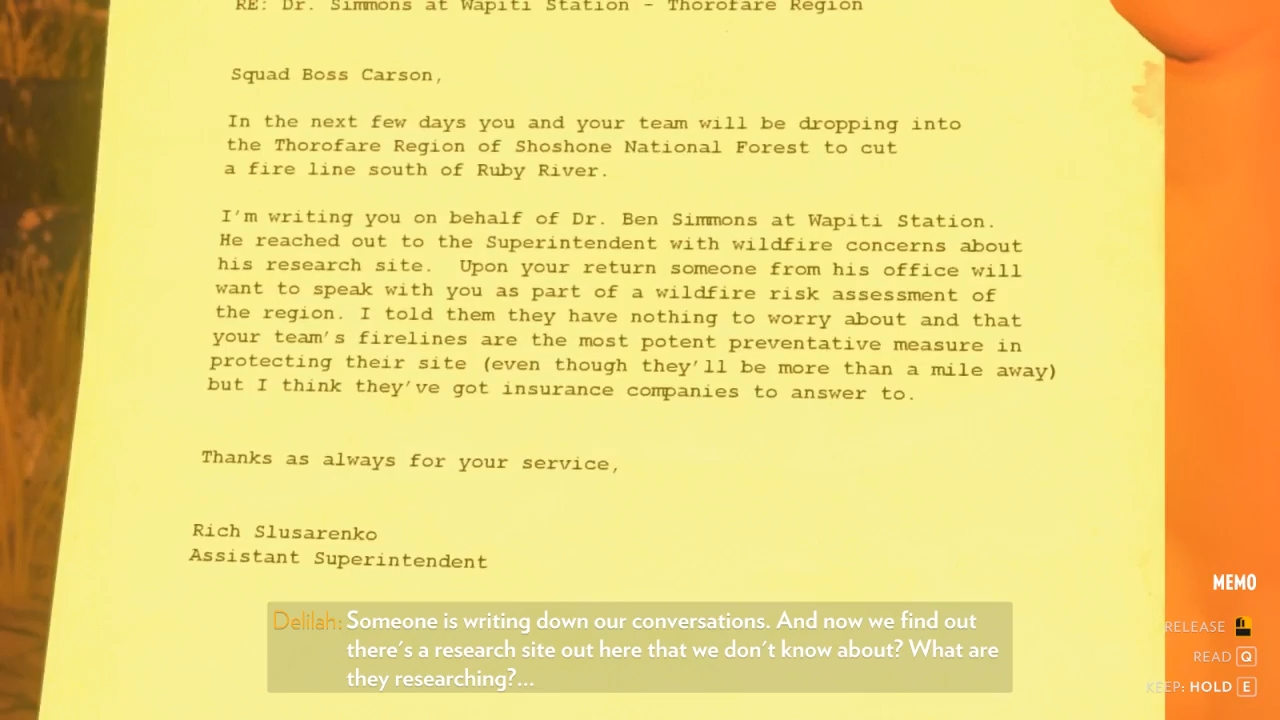 RE: Dr. Simmons at Wapiti Station - Thorofare Region
Squad Boss Carson,
In the next few days you and your team will be dropping into
the Thorofare Region of Shoshone National Forest to cut
a fire line south of Ruby River.
I'm writing you on behalf of Dr. Ben Simmons at Wapiti Station.
He reached out to the Superintendent with wildfire concerns about
his research site. Upon your return someone from his office will
want to speak with you as part of a wildfire risk assessment of
the region. I told them they have nothing to worry about and that
your team's firelines are the most potent preventative measure in
protecting their site (even though they'll be more than a mile away)
but I think they've got insurance companies to answer to.
Thanks as always for your service,
Rich Slusarenko
Assistant Superintendent
MEMO
RELEASE
READ Q
KEEP: HOLD E
Delilah: Someone is writing down our conversations. And now we find out
there's a research site out here that we don't know about? What are
they researching?...